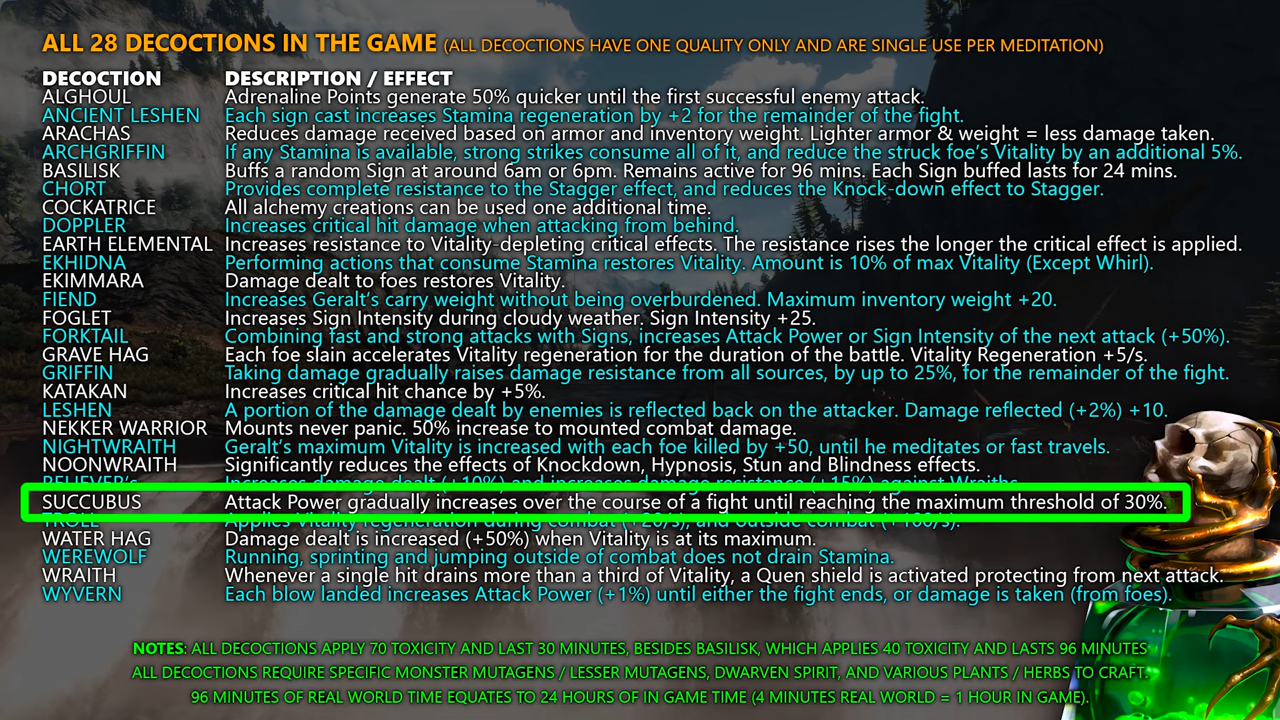 ALL 28 DECOCTIONS IN THE GAME (ALL DECOCTIONS HAVE ONE QUALITY ONLY AND ARE SINGLE USE PER MEDITATION)
DECOCTION DESCRIPTION / EFFECT
ALGHOUL Adrenaline Points generate 50% quicker until the first successful enemy attack.
ANCIENT LESHEN Each sign cast increases Stamina regeneration by +2 for the remainder of the fight.
ARACHAS Reduces damage received based on armor and inventory weight. Lighter armor & weight = less damage taken.
ARCHGRIFFIN If any Stamina is available, strong strikes consume all of it, and reduce the struck foe's Vitality by an additional 5%.
BASILISK Buffs a random Sign at around 6am or 6pm. Remains active for 96 mins. Each Sign buffed lasts for 24 mins.
CHORT Provides complete resistance to the Stagger effect, and reduces the Knock-down effect to Stagger.
COCKATRICE All alchemy creations can be used one additional time.
DOPPLER Increases critical hit damage when attacking from behind.
EARTH ELEMENTAL Increases resistance to Vitality-depleting critical effects. The resistance rises the longer the critical effect is applied.
EKHIDNA Performing actions that consume Stamina restores Vitality. Amount is 10% of max Vitality (Except Whirl).
EKIMMARA Damage dealt to foes restores Vitality.
FIEND Increases Geralt's carry weight without being overburdened. Maximum inventory weight +20.
FOGLET Increases Sign Intensity during cloudy weather. Sign Intensity +25.
FORKTAIL Combining fast and strong attacks with Signs, increases Attack Power or Sign Intensity of the next attack (+50%).
GRAVE HAG Each foe slain accelerates Vitality regeneration for the duration of the battle. Vitality Regeneration +5/s.
GRIFFIN Taking damage gradually raises damage resistance from all sources, by up to 25%, for the remainder of the fight.
KATAKAN Increases critical hit chance by +5%.
LESHEN A portion of the damage dealt by enemies is reflected back on the attacker. Damage reflected (+2%) +10.
NEKKER WARRIOR Mounts never panic. 50% increase to mounted combat damage.
NIGHTWRAITH Geralt's maximum Vitality is increased with each foe killed by +50, until he meditates or fast travels.
NOONWRAITH Significantly reduces the effects of Knockdown, Hypnosis, Stun and Blindness effects.
RELIEVER's Increases damage dealt (+10%) and increases damage resistance (+15%) against Wraiths.
SUCCUBUS Attack Power gradually increases over the course of a fight until reaching the maximum threshold of 30%.
TROLL Applies Vitality regeneration during combat (+20/s), and outside combat (+100/s).
WATER HAG Damage dealt is increased (+50%) when Vitality is at its maximum.
WEREWOLF Running, sprinting and jumping outside of combat does not drain Stamina.
WRAITH Whenever a single hit drains more than a third of Vitality, a Quen shield is activated protecting from next attack.
WYVERN Each blow landed increases Attack Power (+1%) until either the fight ends, or damage is taken (from foes).
NOTES: ALL DECOCTIONS APPLY 70 TOXICITY AND LAST 30 MINUTES, BESIDES BASILISK, WHICH APPLIES 40 TOXICITY AND LASTS 96 MINUTES
ALL DECOCTIONS REQUIRE SPECIFIC MONSTER MUTAGENS / LESSER MUTAGENS, DWARVEN SPIRIT, AND VARIOUS PLANTS / HERBS TO CRAFT.
96 MINUTES OF REAL WORLD TIME EQUATES TO 24 HOURS OF IN GAME TIME (4 MINUTES REAL WORLD = 1 HOUR IN GAME).